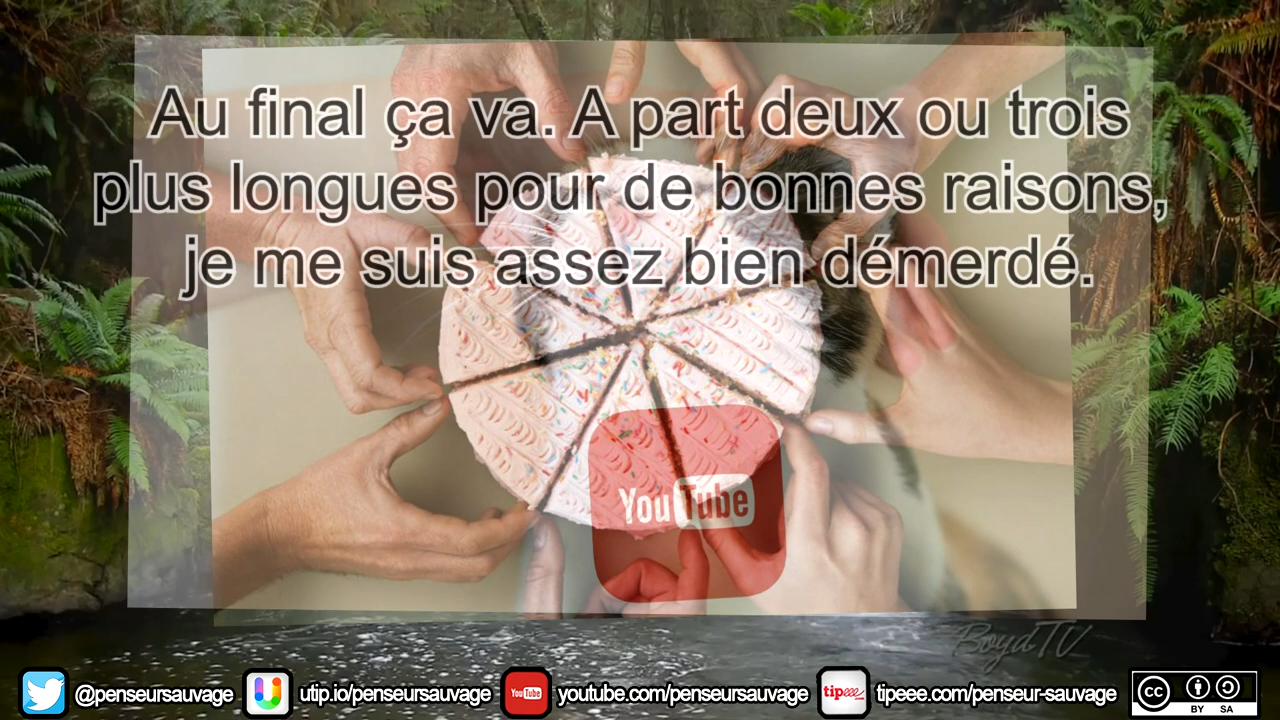 Au final ça va. A part deux ou trois
plus longues pour de bonnes raisons,
je me suis assez bien démerdé.
YouTube
BoydTV
@penseursauvage
utip.io/penseursauvage
YouTube
youtube.com/penseursauvage
tipeee
tipeee.com/penseur-sauvage
cc
BY SA